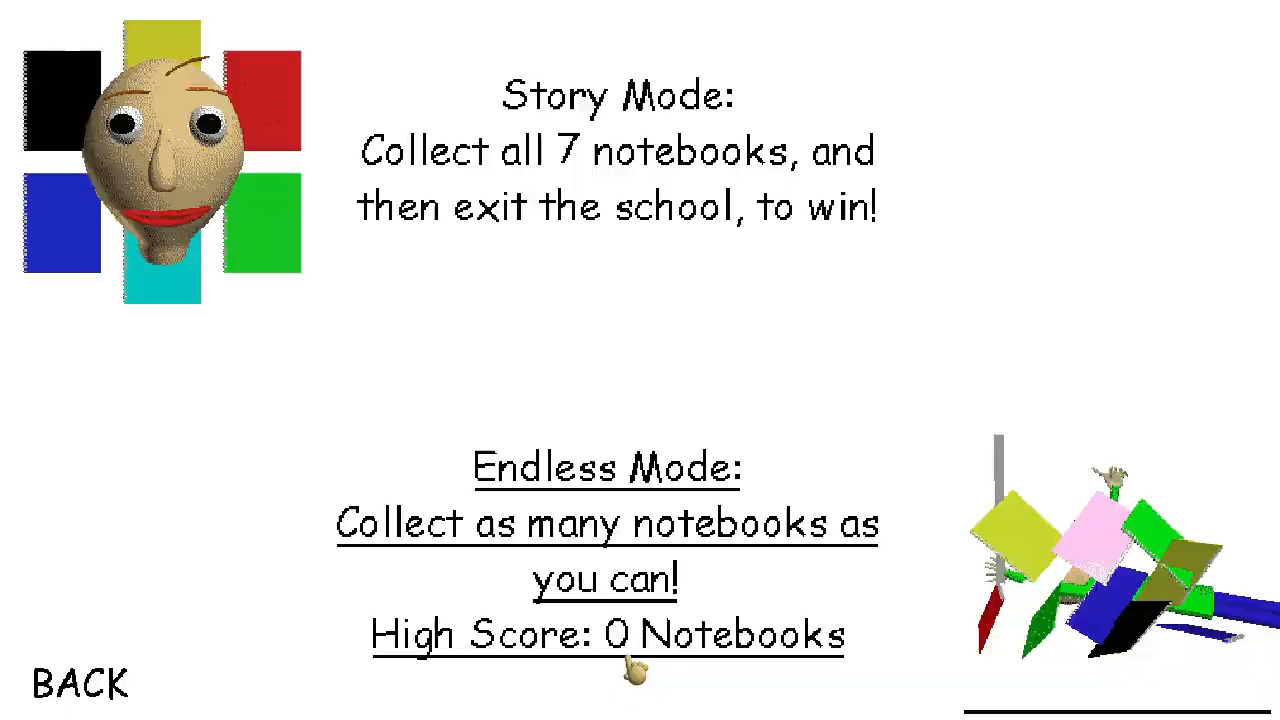 Story Mode:
Collect all 7 notebooks, and
then exit the school, to win!
Endless Mode:
Collect as many notebooks as
you can!
High Score: 0 Notebooks
BACK